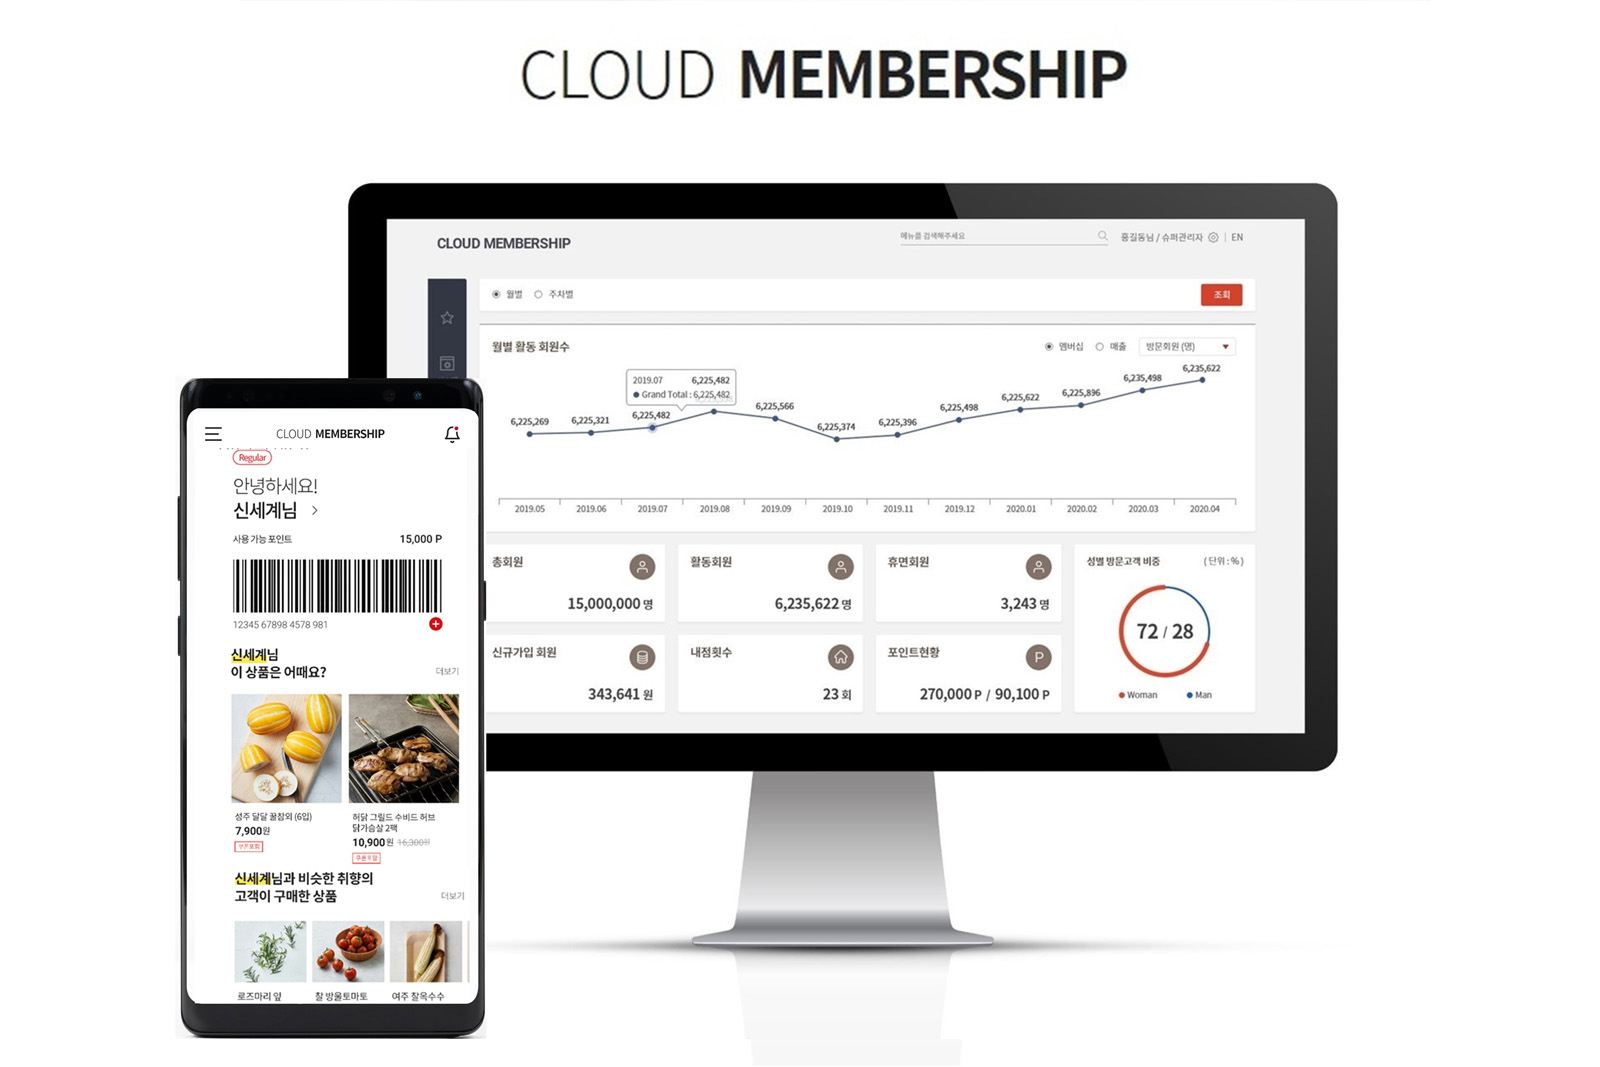 CLOUD MEMBERSHIP
CLOUD MEMBERSHIP
메뉴를 검색해주세요
홍길동님 / 슈퍼관리자 | EN
월별 주차별
조회
월별 활동 회원수
멤버십 매출 방문회원 (명)
2019.07 6,225,482
Grand Total : 6,225,482
6,225,269 6,225,321 6,225,482 6,225,566 6,225,374 6,225,396 6,225,498 6,225,622 6,225,896 6,235,498 6,235,622
2019.05 2019.06 2019.07 2019.08 2019.09 2019.10 2019.11 2019.12 2020.01 2020.02 2020.03 2020.04
총회원
15,000,000 명
활동회원
6,235,622 명
휴면회원
3,243 명
성별 방문고객 비중 (단위 : %)
72 / 28
Woman Man
신규가입 회원
343,641 원
내점횟수
23 회
포인트현황
P
270,000 P / 90,100 P
CLOUD MEMBERSHIP
Regular
안녕하세요!
신세계님
사용 가능 포인트 15,000 P
12345 67898 4578 981
신세계님
이 상품은 어때요?
더보기
성주 달달 꿀참외 (6입)
7,900원
허닭 그릴드 수비드 허브
닭가슴살 2팩
10,900원 16,300원
신세계님과 비슷한 취향의
고객이 구매한 상품
더보기
로즈마리 잎
찰 방울토마토
여주 찰옥수수